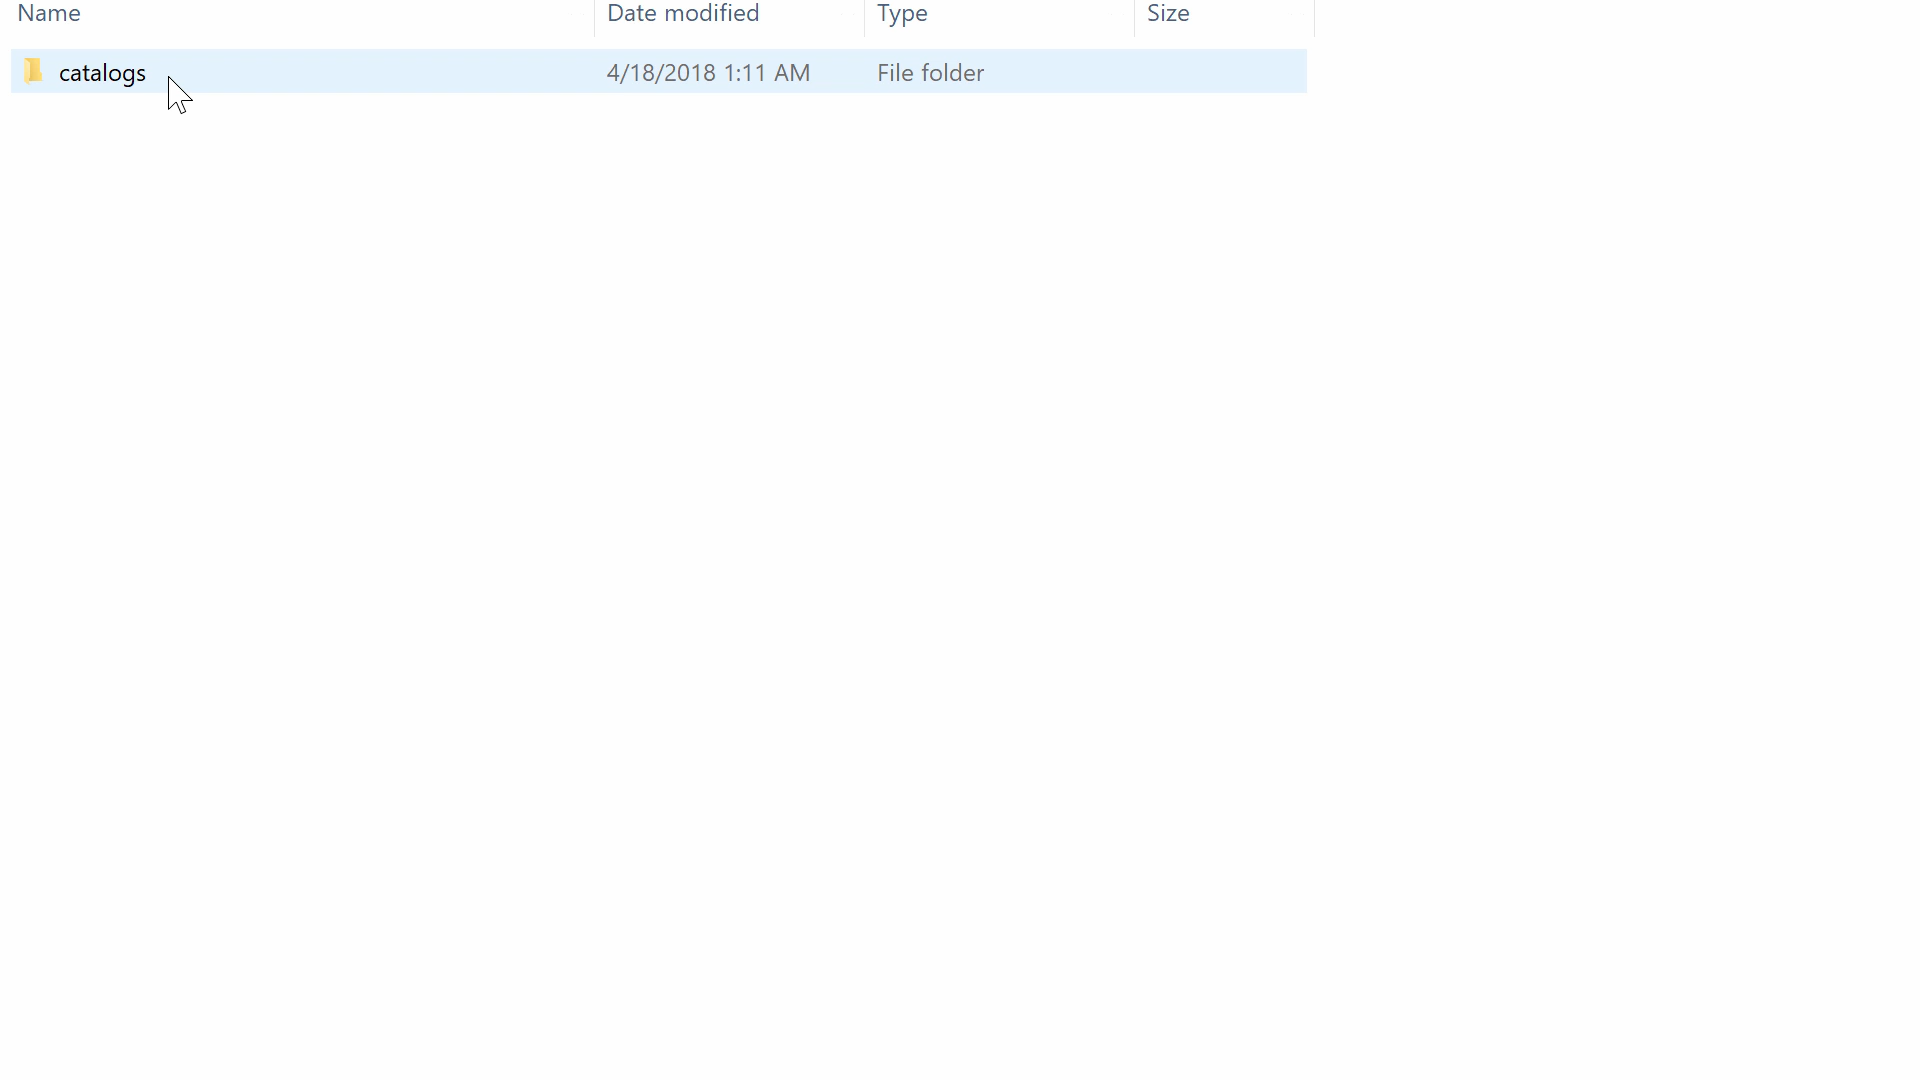 Name Date modified Type Size
catalogs 4/18/2018 1:11 AM File folder